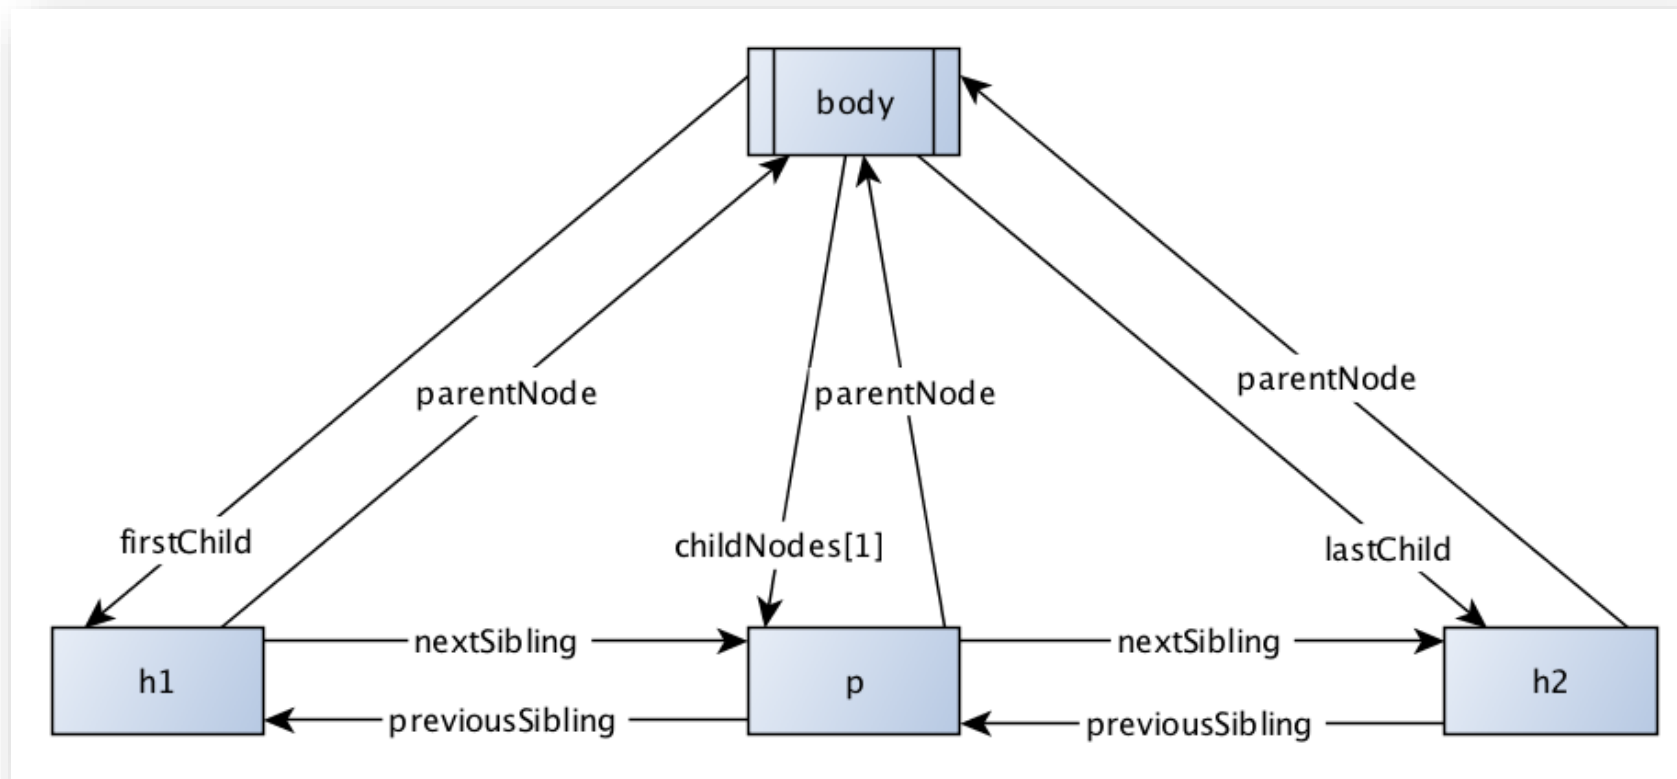 body
parentNode
parentNode
parentNode
firstChild
childNodes[1]
lastChild
nextSibling
nextSibling
h1
p
h2
previousSibling
previousSibling